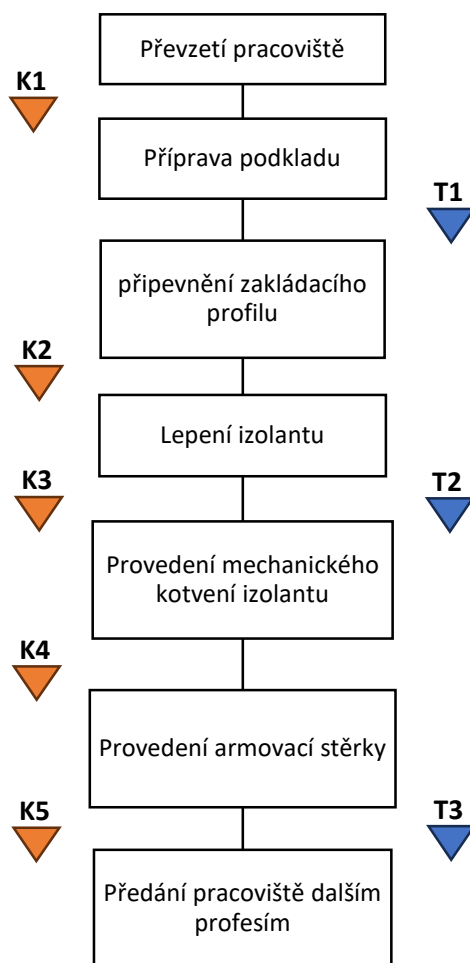 Převzetí pracoviště
K1
Příprava podkladu
T1
připevnění zakládacího
profilu
K2
Lepení izolantu
K3
T2
Provedení mechanického
kotvení izolantu
K4
Provedení armovací stěrky
K5
T3
Předání pracoviště dalším
profesím